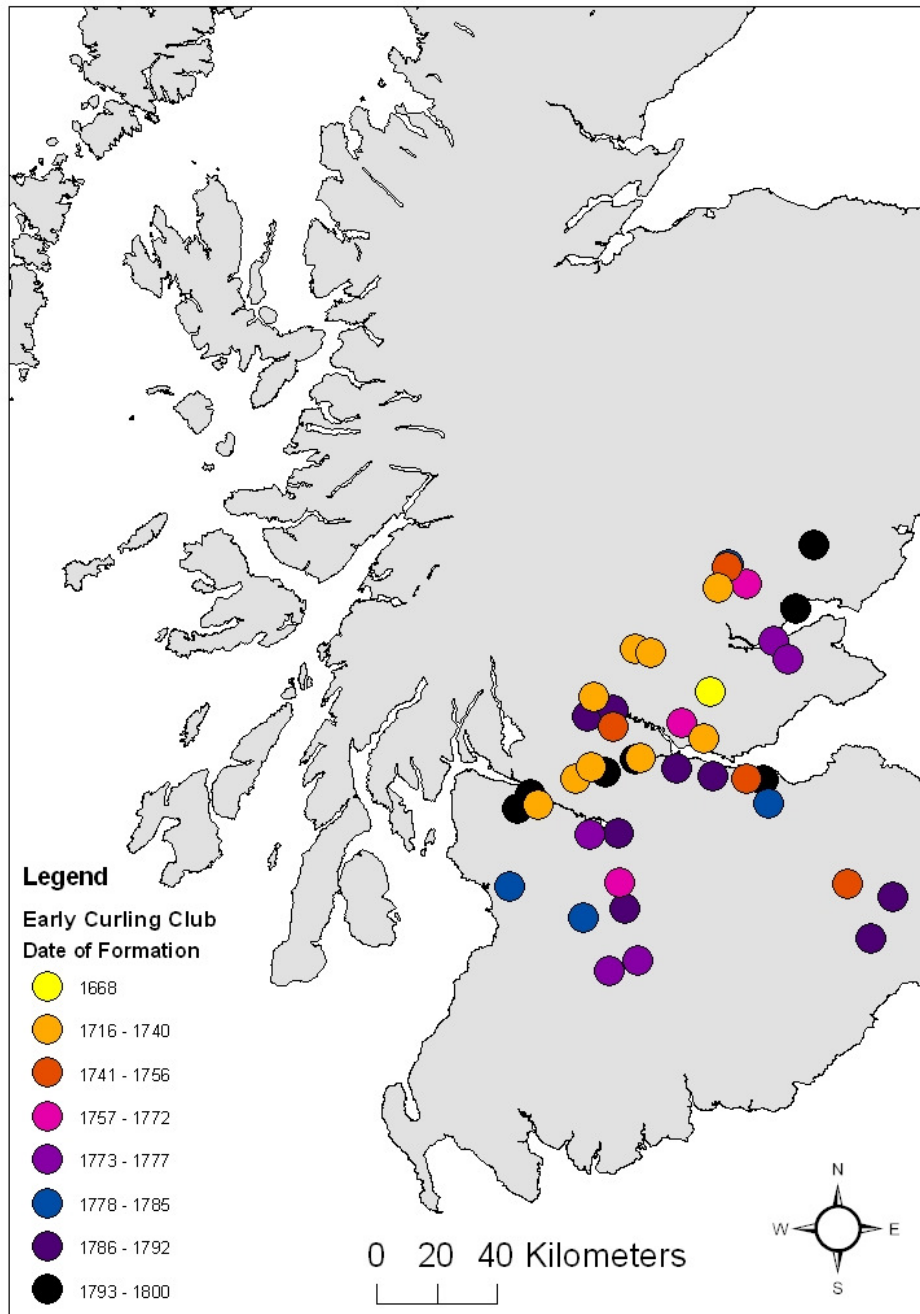 Legend
Early Curling Club
Date of Formation
1668
1716 - 1740
1741 - 1756
1757 - 1772
1773 - 1777
1778 - 1785
1786 - 1792
1793 - 1800
0 20 40 Kilometers
N
W E
S